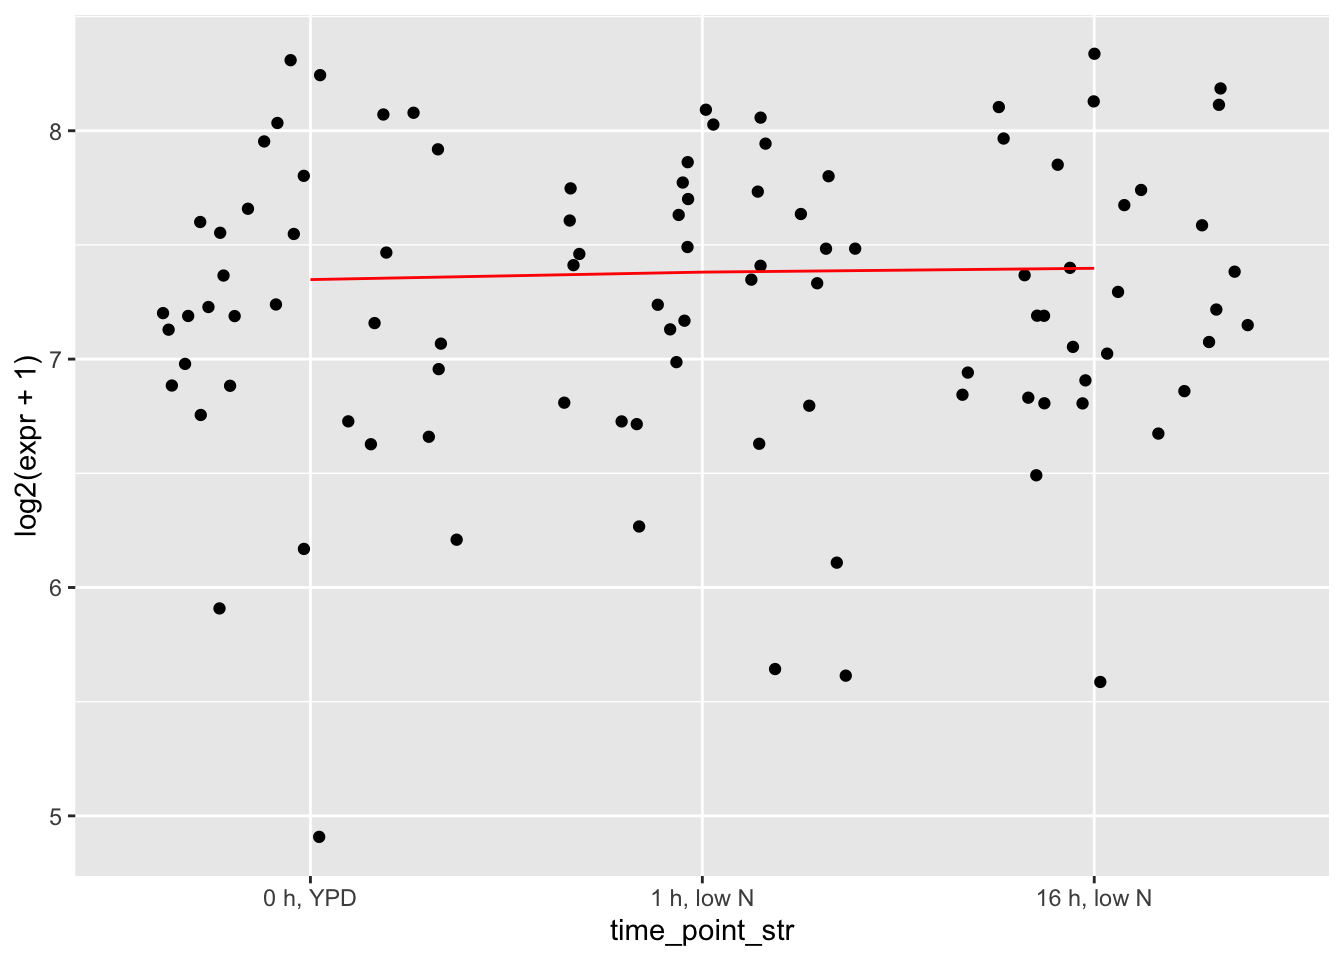 log2(expr + 1)
8
7
6
5
0 h, YPD
1 h, low N
16 h, low N
time_point_str